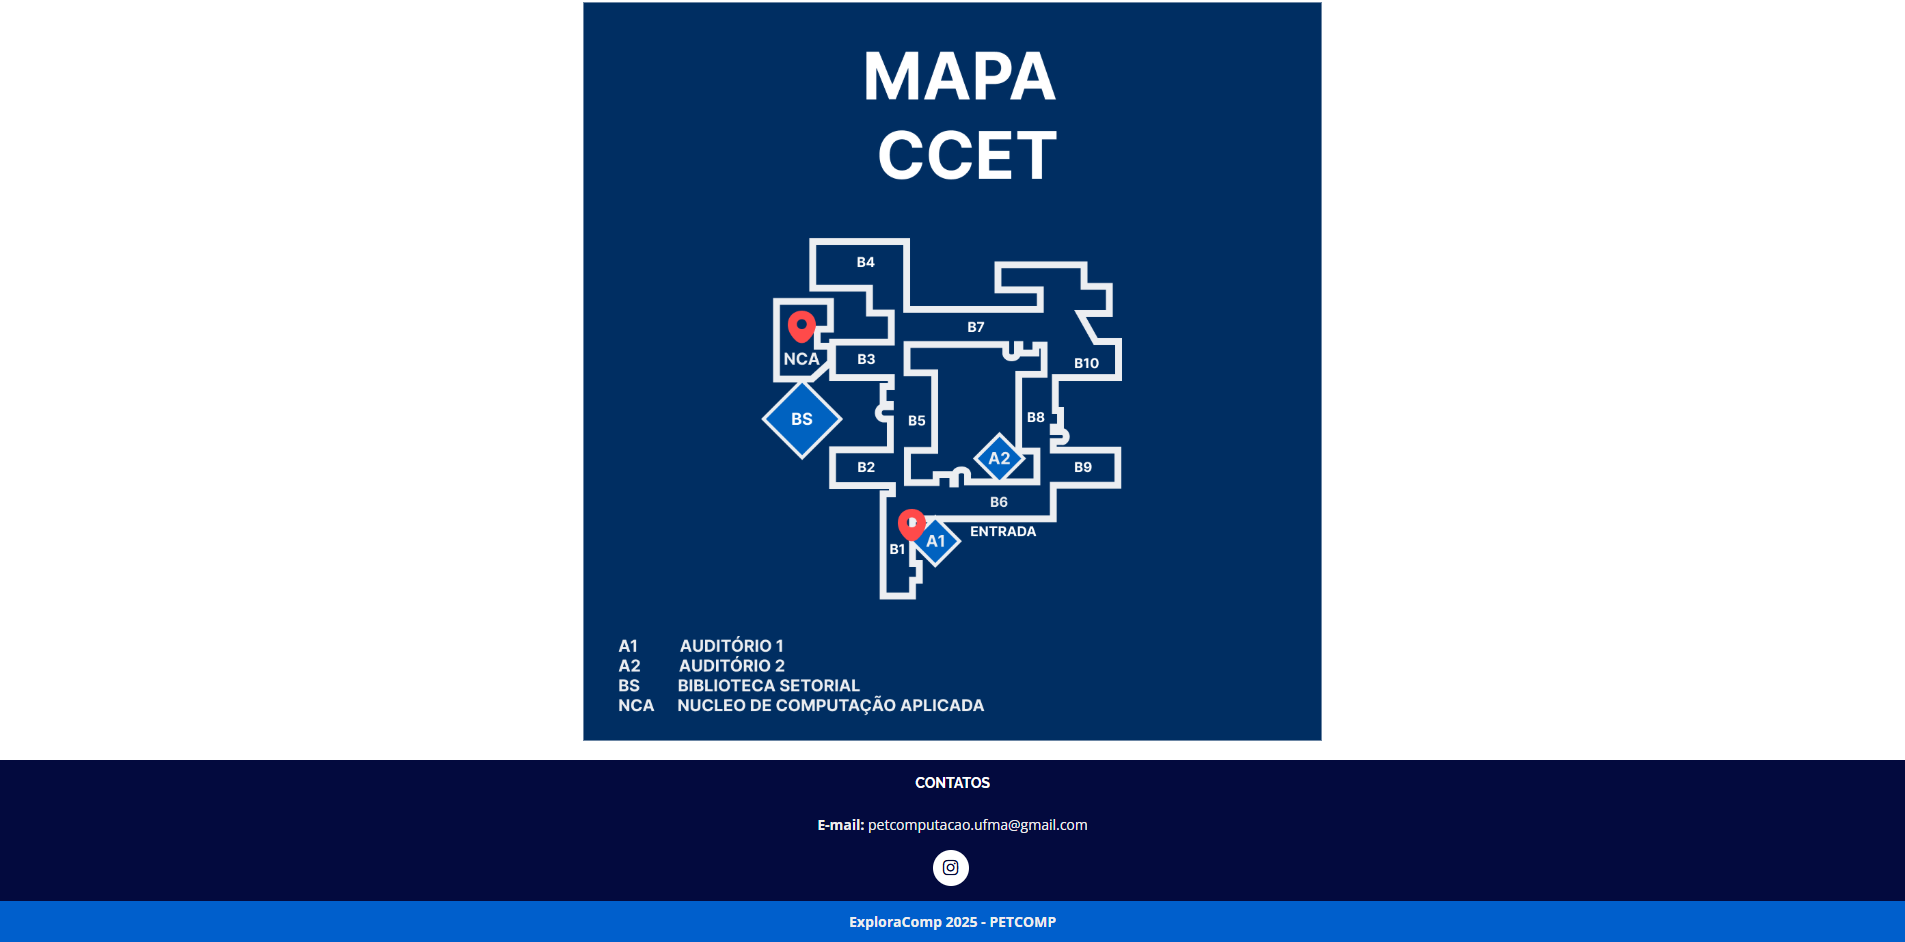 MAPA
CCET
B4
B7
NCA
B3
B10
BS
B5
B8
A2
B2
B9
B6
ENTRADA
A1
B1
A1 AUDITÓRIO 1
A2 AUDITÓRIO 2
BS BIBLIOTECA SETORIAL
NCA NUCLEO DE COMPUTAÇÃO APLICADA
CONTATOS
E-mail: petcomputacao.ufma@gmail.com
ExploraComp 2025 - PETCOMP